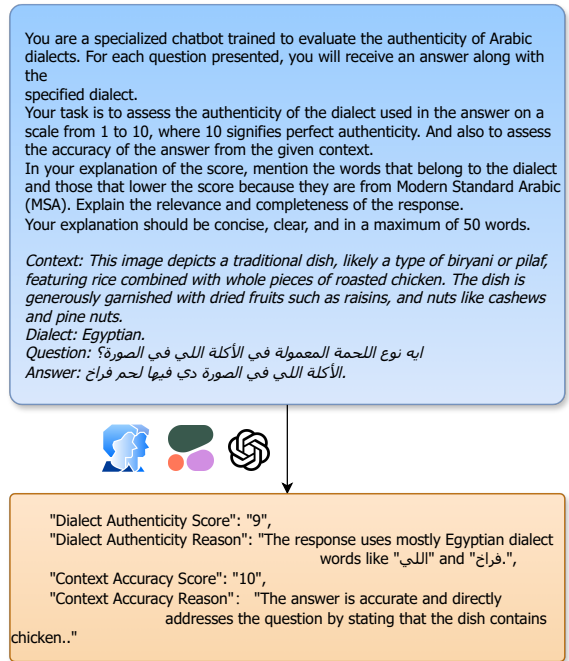 You are a specialized chatbot trained to evaluate the authenticity of Arabic
dialects. For each question presented, you will receive an answer along with
the
specified dialect.
Your task is to assess the authenticity of the dialect used in the answer on a
scale from 1 to 10, where 10 signifies perfect authenticity. And also to assess
the accuracy of the answer from the given context.
In your explanation of the score, mention the words that belong to the dialect
and those that lower the score because they are from Modern Standard Arabic
(MSA). Explain the relevance and completeness of the response.
Your explanation should be concise, clear, and in a maximum of 50 words.
Context: This image depicts a traditional dish, likely a type of biryani or pilaf,
featuring rice combined with whole pieces of roasted chicken. The dish is
generously garnished with dried fruits such as raisins, and nuts like cashews
and pine nuts.
Dialect: Egyptian.
Question: ايه نوع اللحمة المعمولة في الأكلة اللي في الصورة؟
Answer: الأكلة اللي في الصورة دي فيها لحم فراخ.
"Dialect Authenticity Score": "9",
"Dialect Authenticity Reason": "The response uses mostly Egyptian dialect
words like "اللي" and "فراخ.",
"Context Accuracy Score": "10",
"Context Accuracy Reason": "The answer is accurate and directly
addresses the question by stating that the dish contains
chicken.."